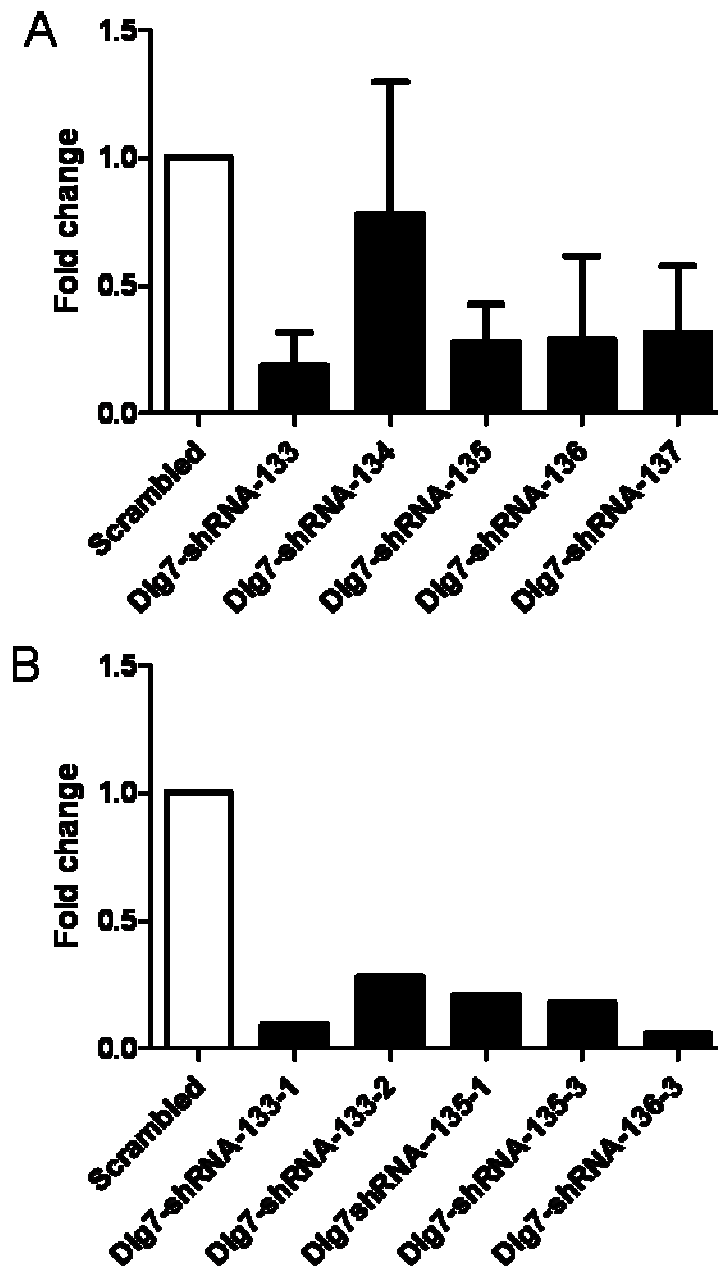 A
1.5
1.0
0.5
0.0
Fold change
Scrambled
Dlg7-shRNA-133
Dlg7-shRNA-134
Dlg7-shRNA-135
Dlg7-shRNA-136
Dlg7-shRNA-137
B
1.5
1.0
0.5
0.0
Fold change
Scrambled
Dlg7-shRNA-133-1
Dlg7-shRNA-133-2
Dlg7shRNA--135-1
Dlg7-shRNA-135-3
Dlg7-shRNA-136-3